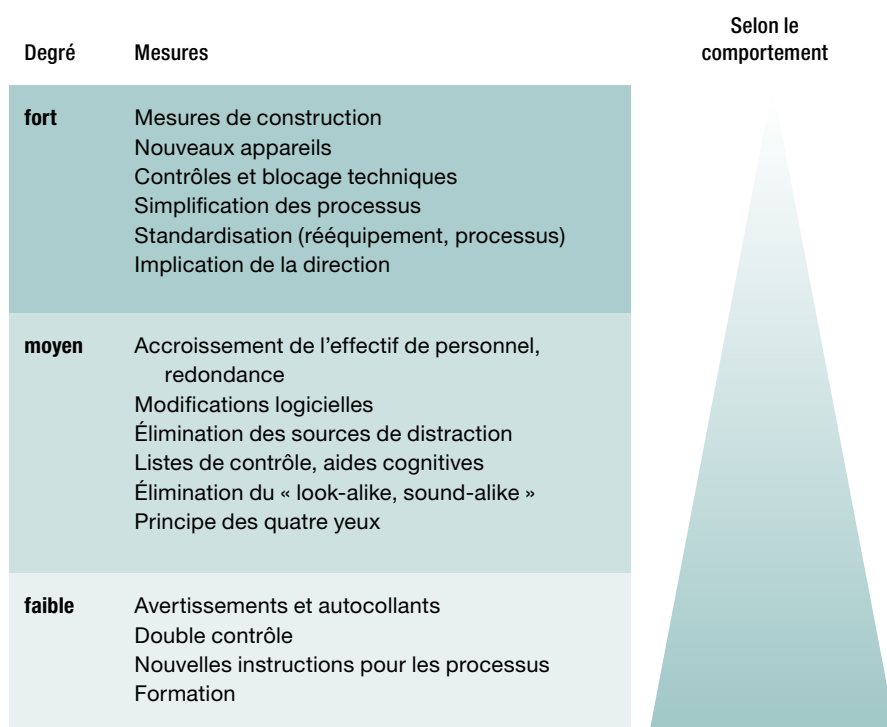 Degré
Mesures
Selon le
comportement
fort
Mesures de construction
Nouveaux appareils
Contrôles et blocage techniques
Simplification des processus
Standardisation (rééquipement, processus)
Implication de la direction
moyen
Accroissement de l’effectif de personnel,
redondance
Modifications logicielles
Élimination des sources de distraction
Listes de contrôle, aides cognitives
Élimination du « look-alike, sound-alike »
Principe des quatre yeux
faible
Avertissements et autocollants
Double contrôle
Nouvelles instructions pour les processus
Formation